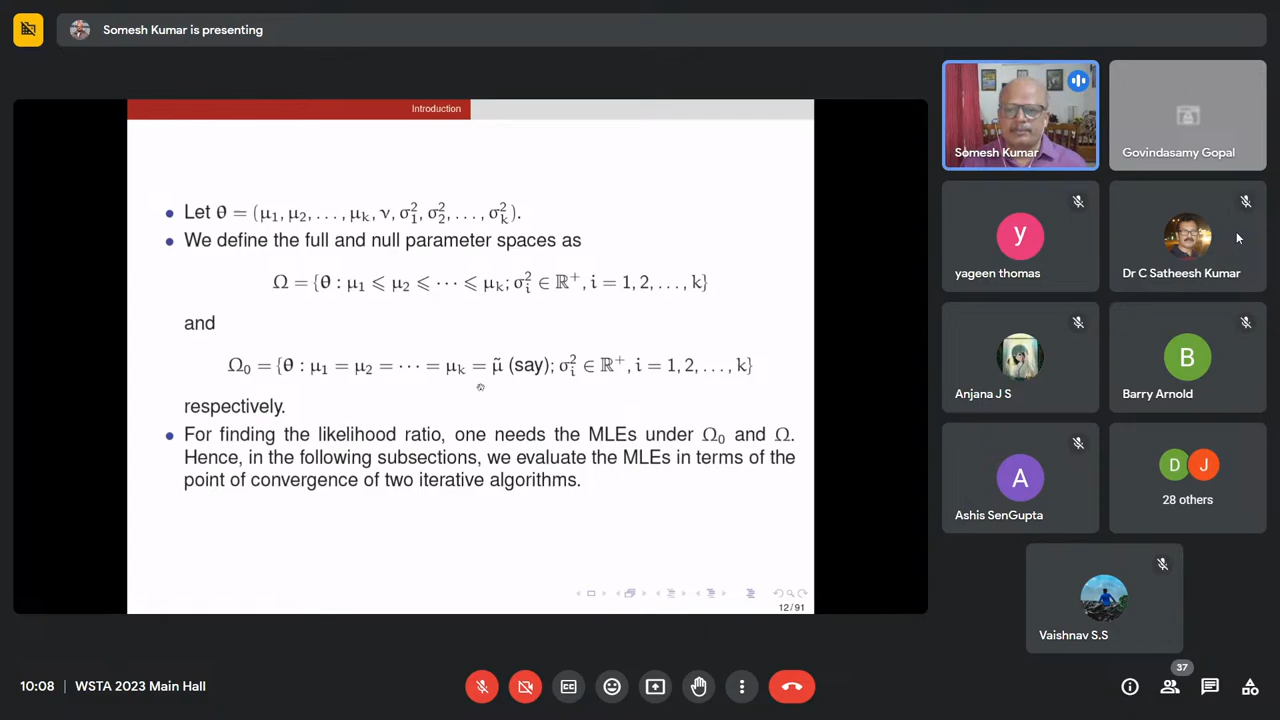 Somesh Kumar is presenting
Introduction
Let θ = (μ₁, μ₂, . . . , μₖ, ν, σ₁², σ₂², . . . , σₖ²).
We define the full and null parameter spaces as
Ω = {θ : μ₁ ⩽ μ₂ ⩽ ··· ⩽ μₖ; σᵢ² ∈ ℝ⁺, i = 1, 2, . . . , k}
and
Ω₀ = {θ : μ₁ = μ₂ = ··· = μₖ = μ̃ (say); σᵢ² ∈ ℝ⁺, i = 1, 2, . . . , k}
respectively.
For finding the likelihood ratio, one needs the MLEs under Ω₀ and Ω.
Hence, in the following subsections, we evaluate the MLEs in terms of the
point of convergence of two iterative algorithms.
12/91
Somesh Kumar
Govindasamy Gopal
y
yageen thomas
Dr C Satheesh Kumar
Anjana J S
B
Barry Arnold
A
Ashis SenGupta
D J
28 others
Vaishnav S.S
10:08 | WSTA 2023 Main Hall
CC
37